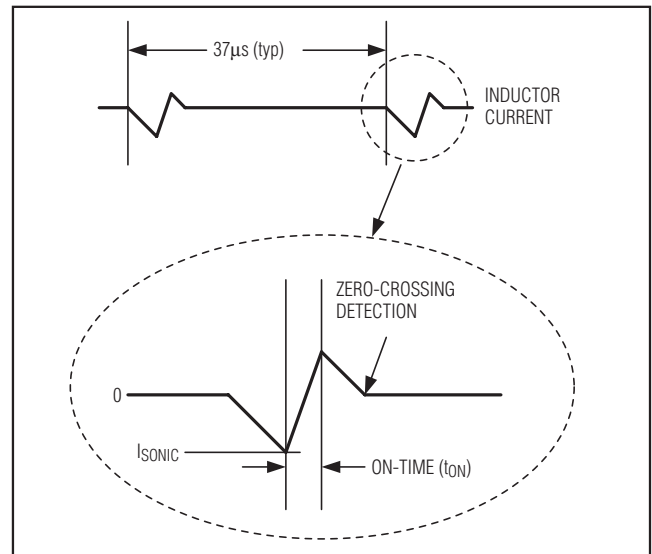 37μs (typ)
INDUCTOR
CURRENT
ZERO-CROSSING
DETECTION
0
ISONIC
ON-TIME (tON)